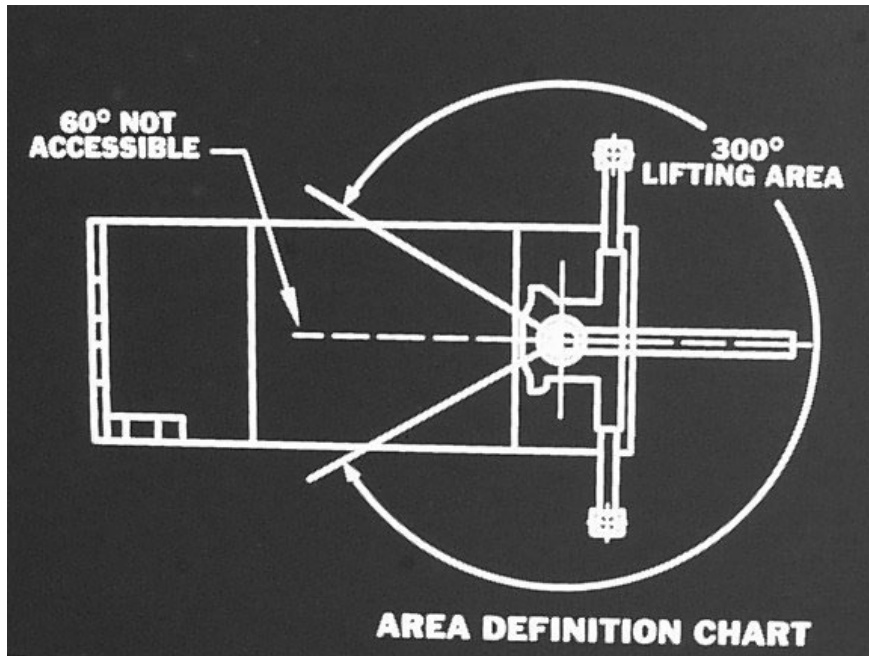 60° NOT
ACCESSIBLE
300°
LIFTING AREA
AREA DEFINITION CHART